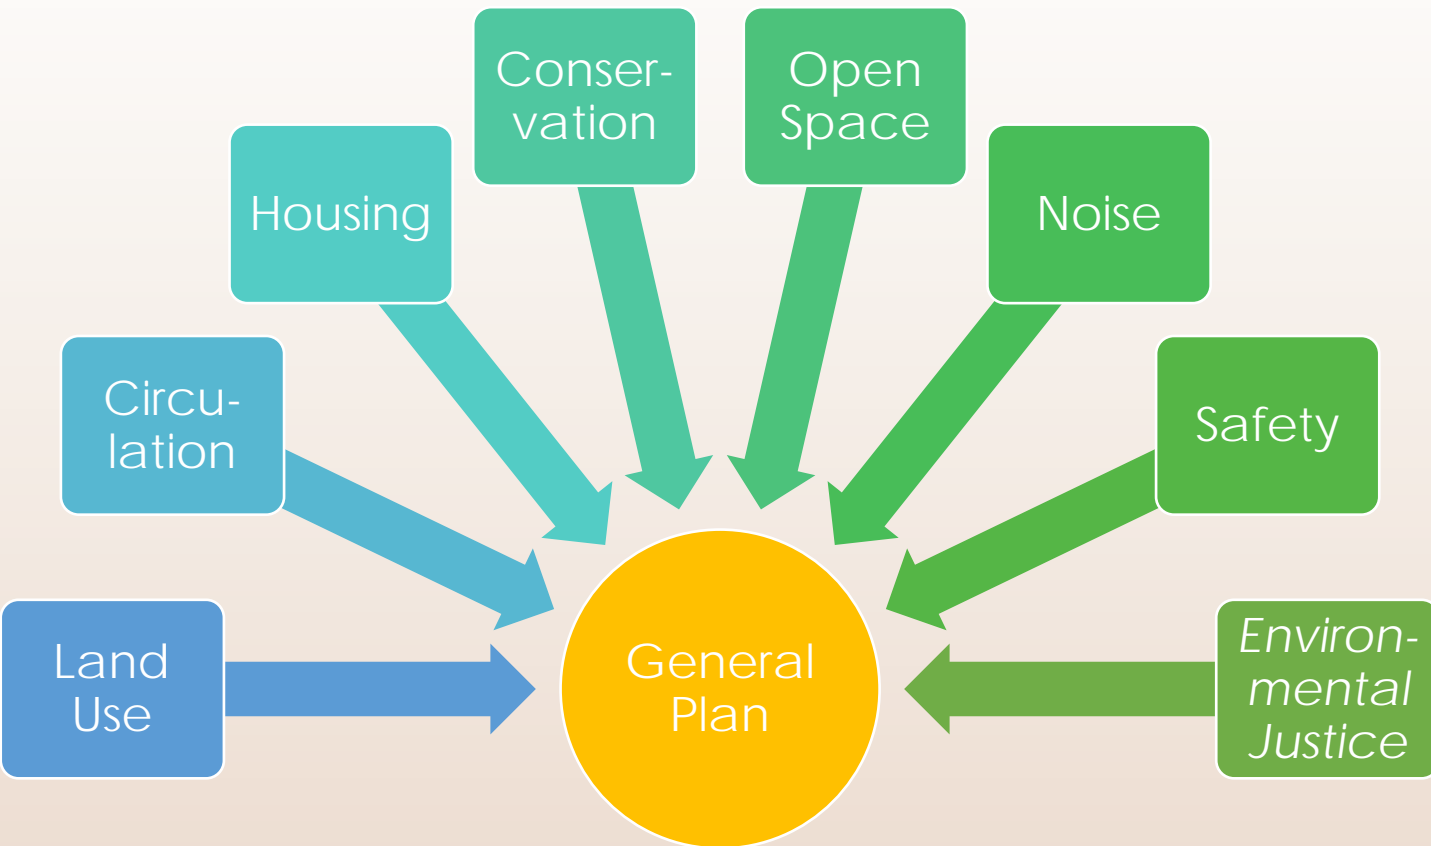 Conser-
vation
Open
Space
Housing
Noise
Circu-
lation
Safety
Land
Use
General
Plan
Environ-
mental
Justice